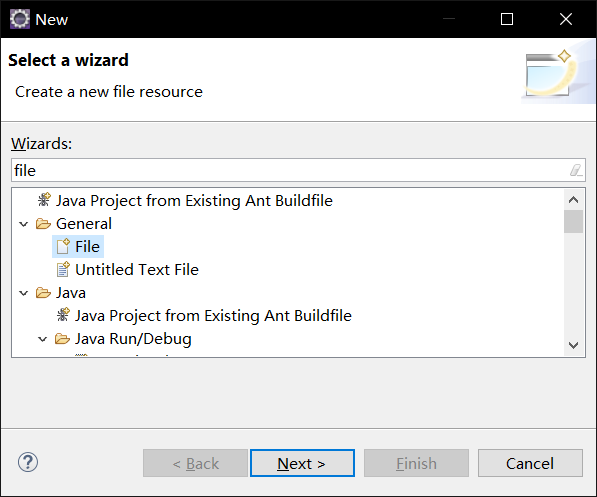 New
Select a wizard
Create a new file resource
Wizards:
file
Java Project from Existing Ant Buildfile
General
File
Untitled Text File
Java
Java Project from Existing Ant Buildfile
Java Run/Debug
< Back
Next >
Finish
Cancel